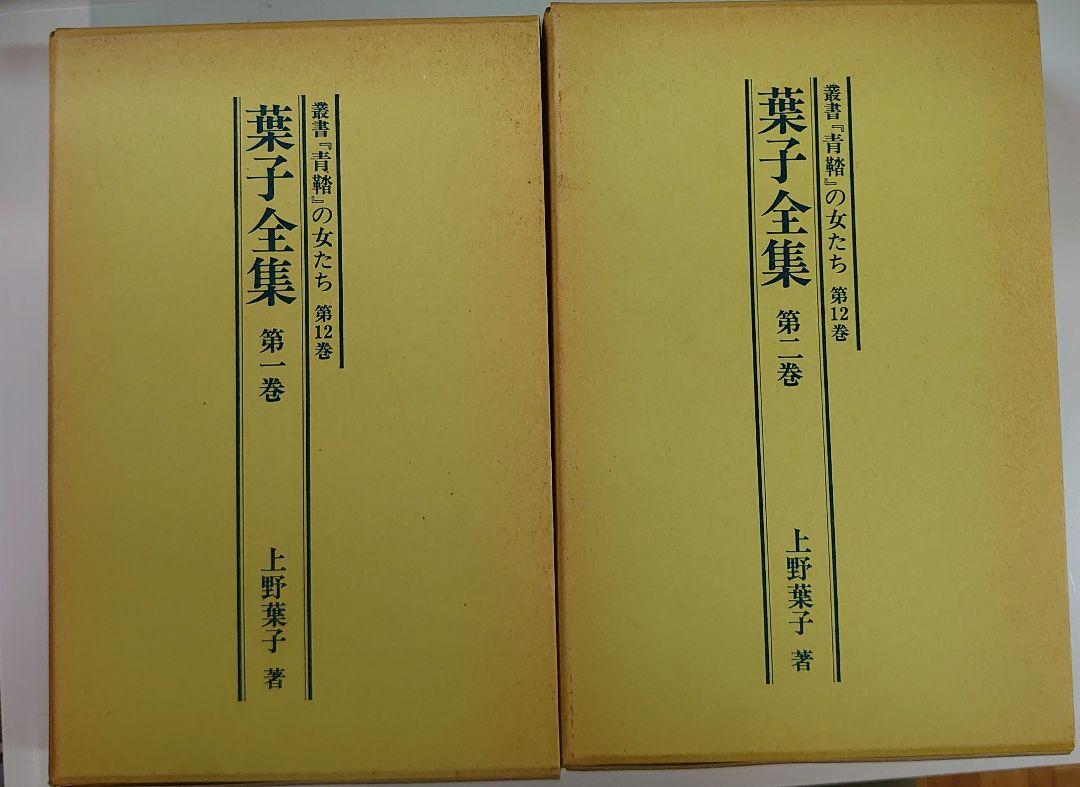 叢書『青鞜』の女たち 第12巻
葉子全集 第一巻
上野葉子 著
叢書『青鞜』の女たち 第12巻
葉子全集 第二巻
上野葉子 著